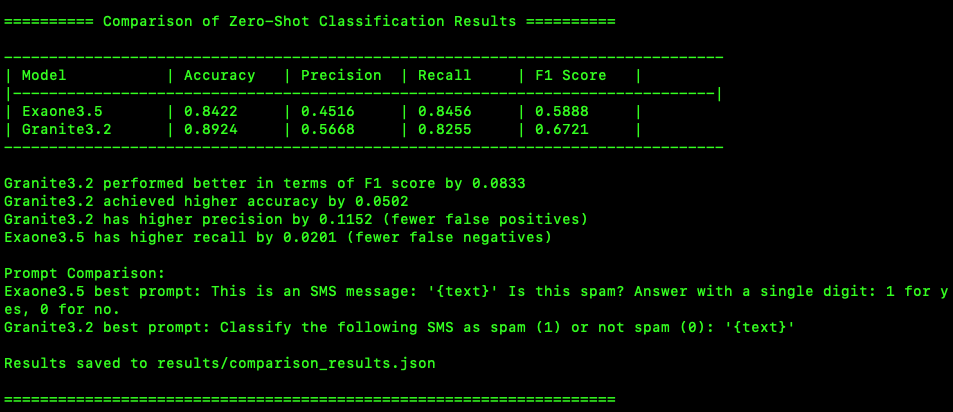 ========== Comparison of Zero-Shot Classification Results ==========
--------------------------------------------------------------------------------
| Model           | Accuracy   | Precision  | Recall     | F1 Score   |
|------------------------------------------------------------------------------|
| Exaone3.5       | 0.8422     | 0.4516     | 0.8456     | 0.5888     |
| Granite3.2      | 0.8924     | 0.5668     | 0.8255     | 0.6721     |
--------------------------------------------------------------------------------
Granite3.2 performed better in terms of F1 score by 0.0833
Granite3.2 achieved higher accuracy by 0.0502
Granite3.2 has higher precision by 0.1152 (fewer false positives)
Exaone3.5 has higher recall by 0.0201 (fewer false negatives)
Prompt Comparison:
Exaone3.5 best prompt: This is an SMS message: '{text}' Is this spam? Answer with a single digit: 1 for y
es, 0 for no.
Granite3.2 best prompt: Classify the following SMS as spam (1) or not spam (0): '{text}'
Results saved to results/comparison_results.json
====================================================================